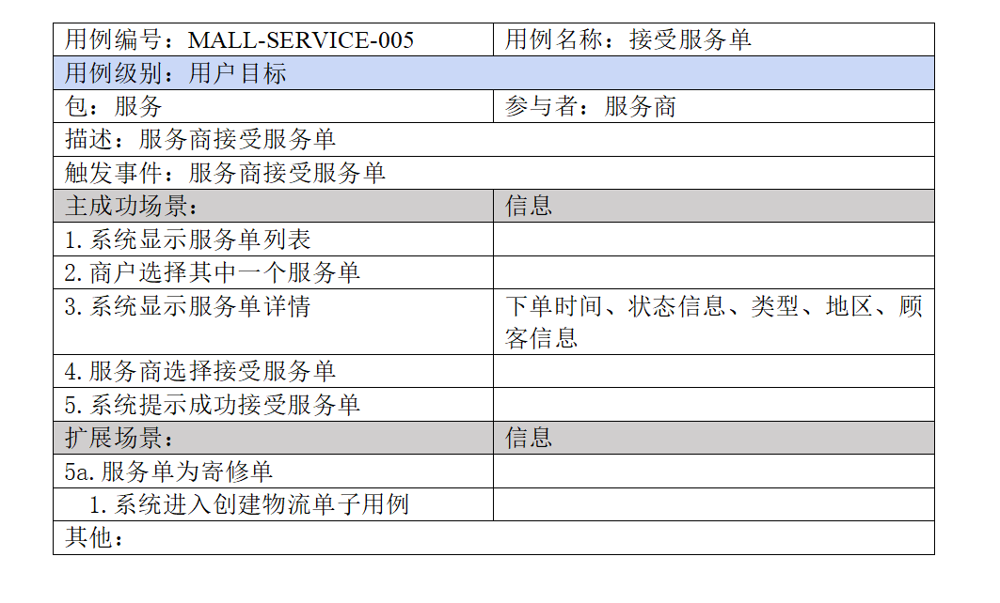 用例编号：MALL-SERVICE-005
用例名称：接受服务单
用例级别：用户目标
包：服务
参与者：服务商
描述：服务商接受服务单
触发事件：服务商接受服务单
主成功场景：
信息
1.系统显示服务单列表
2.商户选择其中一个服务单
3.系统显示服务单详情
下单时间、状态信息、类型、地区、顾
客信息
4.服务商选择接受服务单
5.系统提示成功接受服务单
扩展场景：
信息
5a.服务单为寄修单
1.系统进入创建物流单子用例
其他：